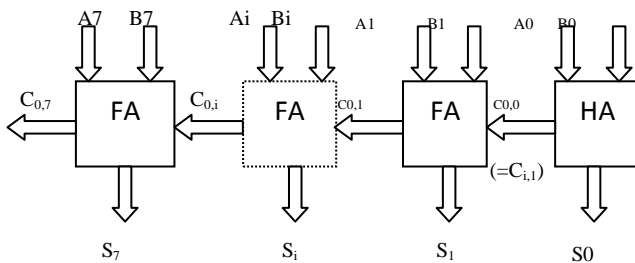 A7 B7 Ai Bi A1 B1 A0 B0
C0,7 FA C0,i FA C0,1 FA C0,0 HA
(=Ci,1)
S7 Si S1 S0